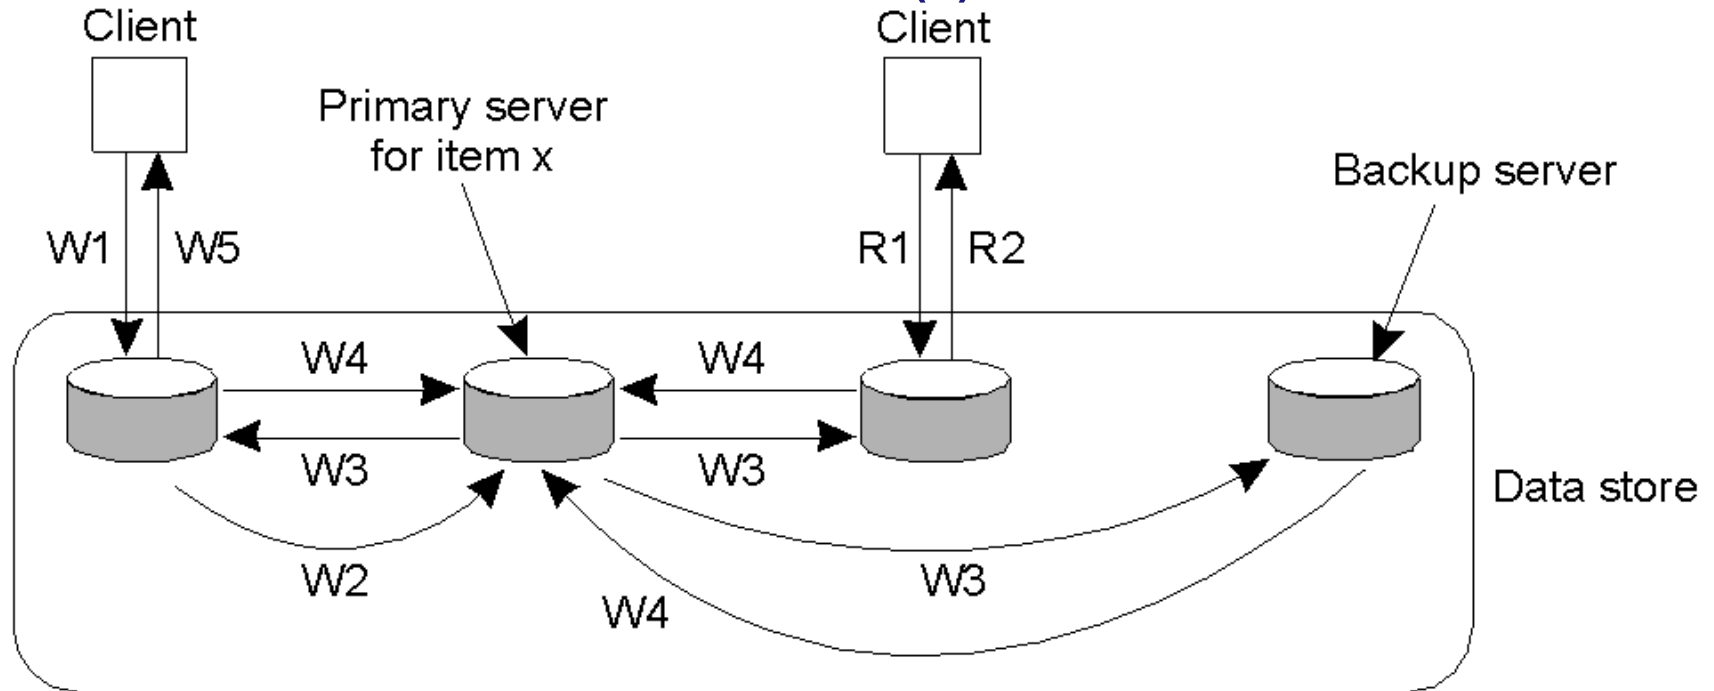 Client
Client
Primary server
for item x
Backup server
W1
W5
R1
R2
W4
W4
W3
W3
Data store
W2
W3
W4